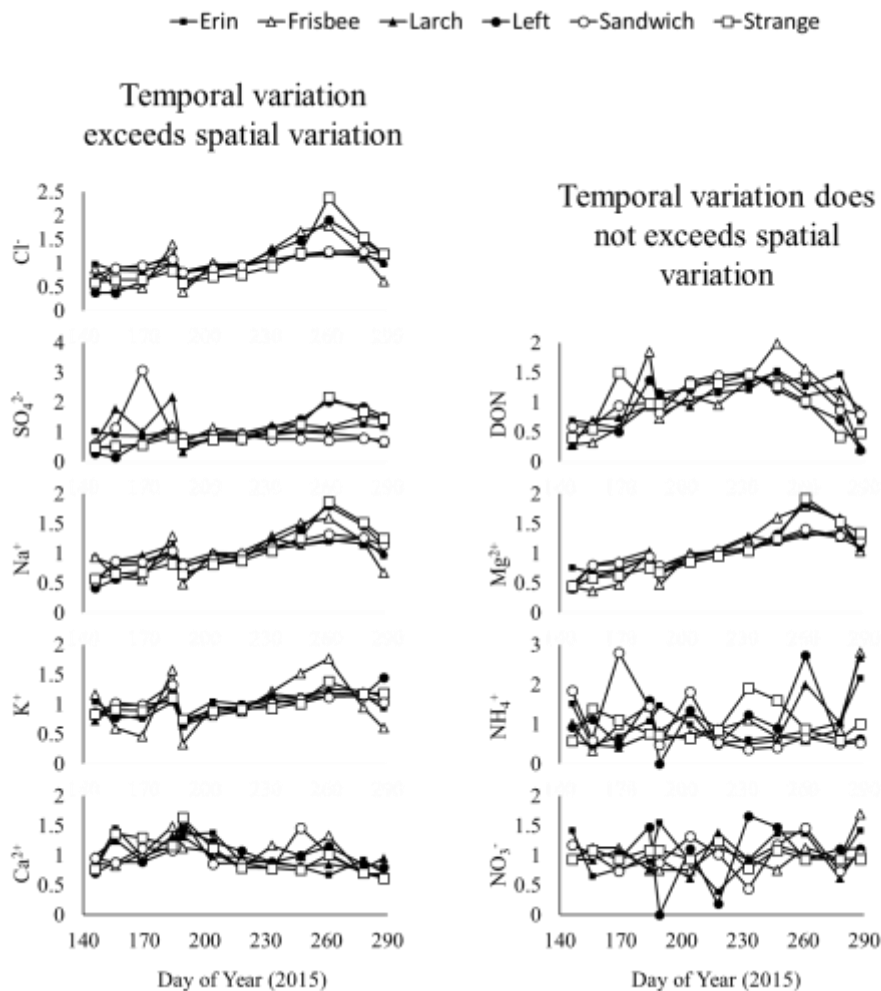 Erin Frisbee Larch Left Sandwich Strange
Temporal variation
exceeds spatial variation
2.5
2
1.5
1
0.5
0
Cl-
4
3
2
1
0
SO₄²⁻
2
1.5
1
0.5
0
Na⁺
2
1.5
1
0.5
0
K⁺
2
1.5
1
0.5
0
Ca²⁺
140 170 200 230 260 290
Day of Year (2015)
Temporal variation does
not exceeds spatial
variation
2
1.5
1
0.5
0
DON
2
1.5
1
0.5
0
Mg²⁺
3
2
1
0
NH₄⁺
2
1.5
1
0.5
0
NO₃⁻
140 170 200 230 260 290
Day of Year (2015)